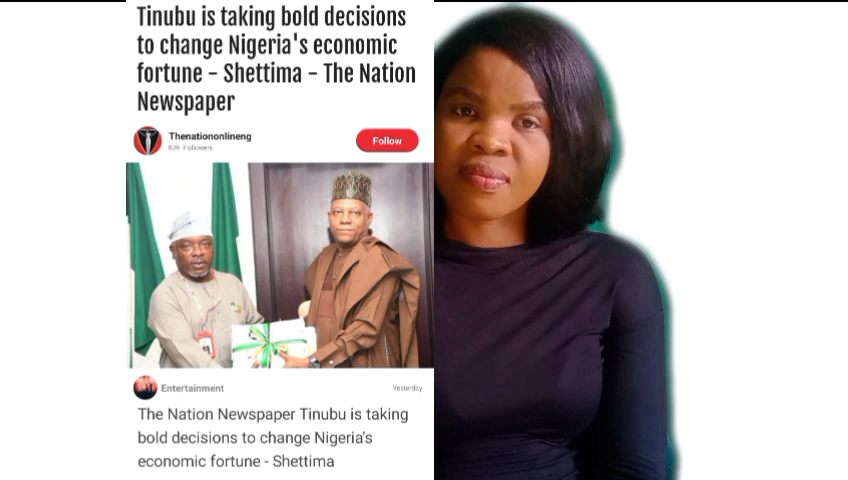 Tinubu is taking bold decisions
to change Nigeria's economic
fortune - Shettima - The Nation
Newspaper
Thenationonlineng
839 Followers
Follow
Entertainment
Yesterday
The Nation Newspaper Tinubu is taking
bold decisions to change Nigeria's
economic fortune - Shettima